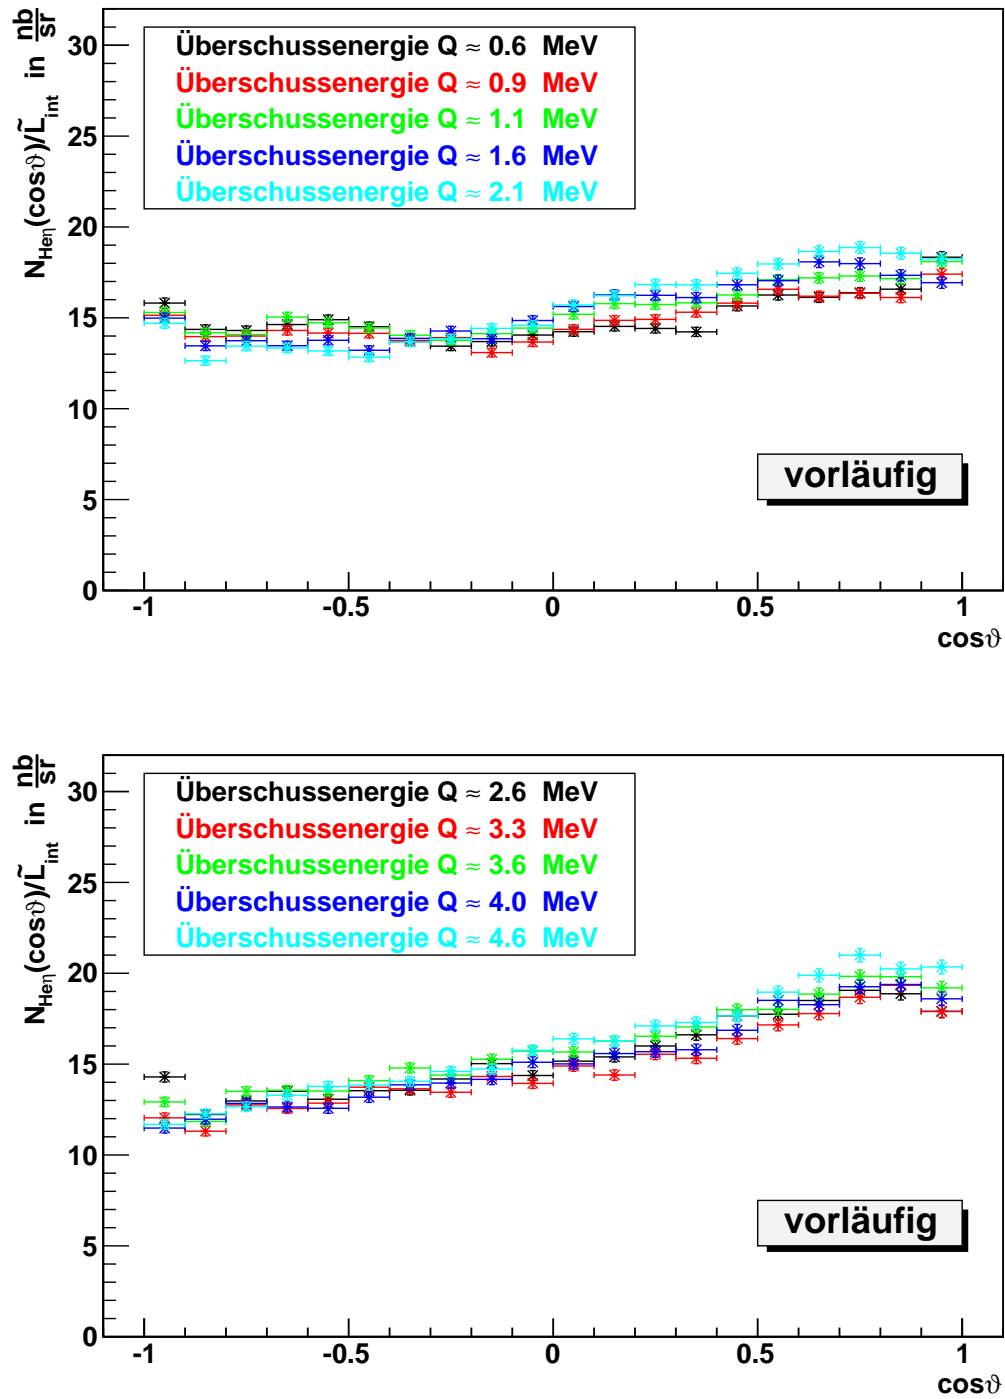 N_Heη(cosϑ)/L̃_int in nb/sr
30
25
20
15
10
5
0
Überschussenergie Q ≈ 0.6 MeV
Überschussenergie Q ≈ 0.9 MeV
Überschussenergie Q ≈ 1.1 MeV
Überschussenergie Q ≈ 1.6 MeV
Überschussenergie Q ≈ 2.1 MeV
vorläufig
-1 -0.5 0 0.5 1
cosϑ
N_Heη(cosϑ)/L̃_int in nb/sr
30
25
20
15
10
5
0
Überschussenergie Q ≈ 2.6 MeV
Überschussenergie Q ≈ 3.3 MeV
Überschussenergie Q ≈ 3.6 MeV
Überschussenergie Q ≈ 4.0 MeV
Überschussenergie Q ≈ 4.6 MeV
vorläufig
-1 -0.5 0 0.5 1
cosϑ